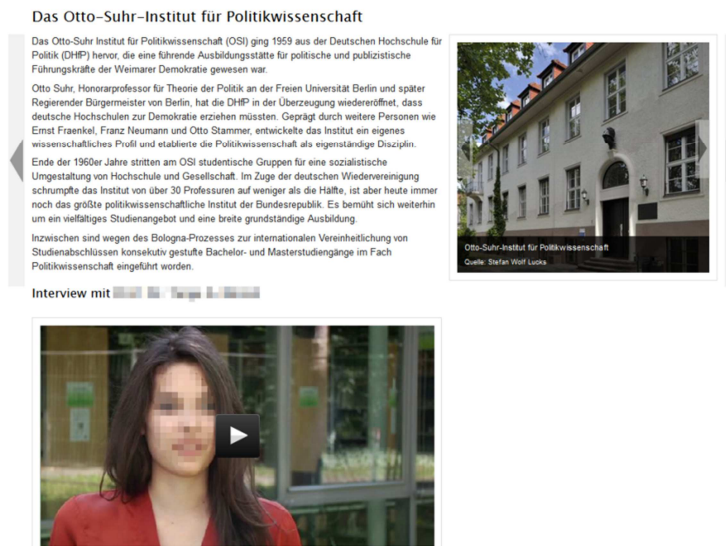 Das Otto-Suhr-Institut für Politikwissenschaft
Das Otto-Suhr Institut für Politikwissenschaft (OSI) ging 1959 aus der Deutschen Hochschule für
Politik (DHfP) hervor, die eine führende Ausbildungsstätte für politische und publizistische
Führungskräfte der Weimarer Demokratie gewesen war.
Otto Suhr, Honorarprofessor für Theorie der Politik an der Freien Universität Berlin und später
Regierender Bürgermeister von Berlin, hat die DHfP in der Überzeugung wiedereröffnet, dass
deutsche Hochschulen zur Demokratie erziehen müssten. Geprägt durch weitere Personen wie
Ernst Fraenkel, Franz Neumann und Otto Stammer, entwickelte das Institut ein eigenes
wissenschaftliches Profil und etablierte die Politikwissenschaft als eigenständige Disziplin.
Ende der 1960er Jahre stritten am OSI studentische Gruppen für eine sozialistische
Umgestaltung von Hochschule und Gesellschaft. Im Zuge der deutschen Wiedervereinigung
schrumpfte das Institut von über 30 Professuren auf weniger als die Hälfte, ist aber heute immer
noch das größte politikwissenschaftliche Institut der Bundesrepublik. Es bemüht sich weiterhin
um ein vielfältiges Studienangebot und eine breite grundständige Ausbildung.
Inzwischen sind wegen des Bologna-Prozesses zur internationalen Vereinheitlichung von
Studienabschlüssen konsekutiv gestufte Bachelor- und Masterstudiengänge im Fach
Politikwissenschaft eingeführt worden.
Otto-Suhr-Institut für Politikwissenschaft
Quelle: Stefan Wolf Lucks
Interview mit